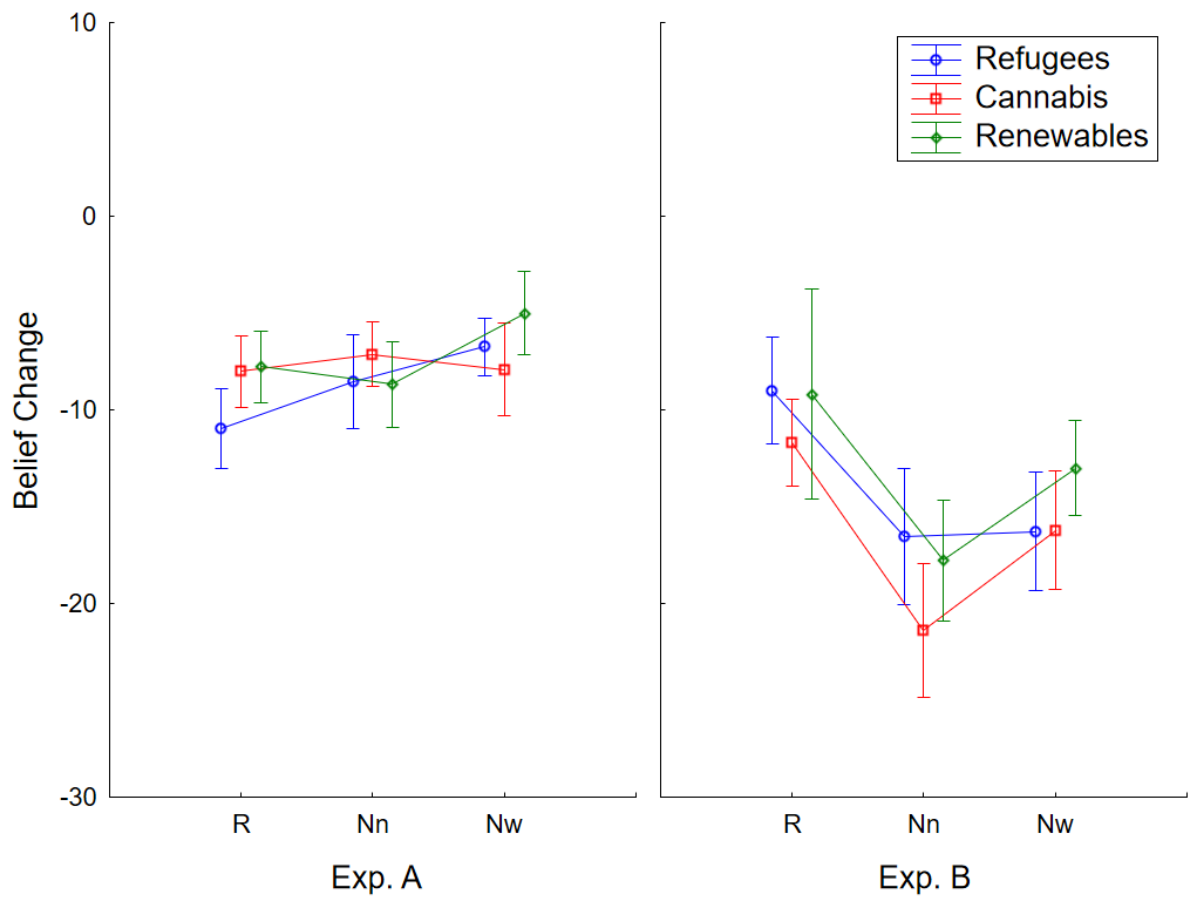 10
0
-10
-20
-30
Belief Change
R Nn Nw
Exp. A
Refugees
Cannabis
Renewables
R Nn Nw
Exp. B